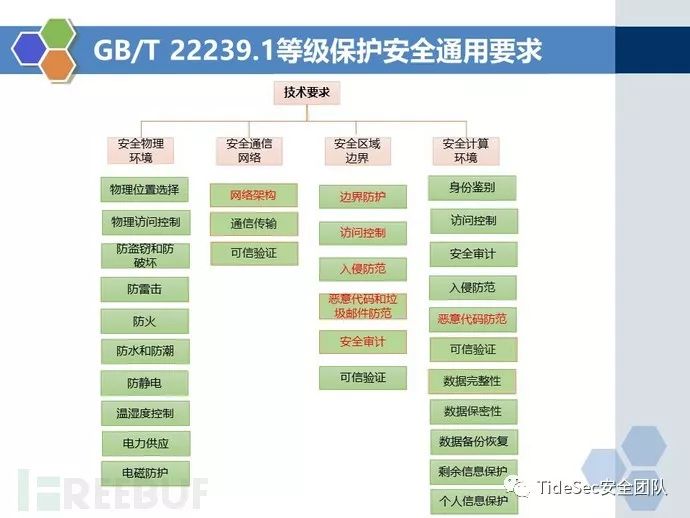 GB/T 22239.1等级保护安全通用要求
技术要求
安全物理
环境
物理位置选择
物理访问控制
防盗窃和防
破坏
防雷击
防火
防水和防潮
防静电
温湿度控制
电力供应
电磁防护
安全通信
网络
网络架构
通信传输
可信验证
安全区域
边界
边界防护
访问控制
入侵防范
恶意代码和垃
圾邮件防范
安全审计
可信验证
安全计算
环境
身份鉴别
访问控制
安全审计
入侵防范
恶意代码防范
可信验证
数据完整性
数据保密性
数据备份恢复
剩余信息保护
个人信息保护
FREEBUF
TideSec安全团队